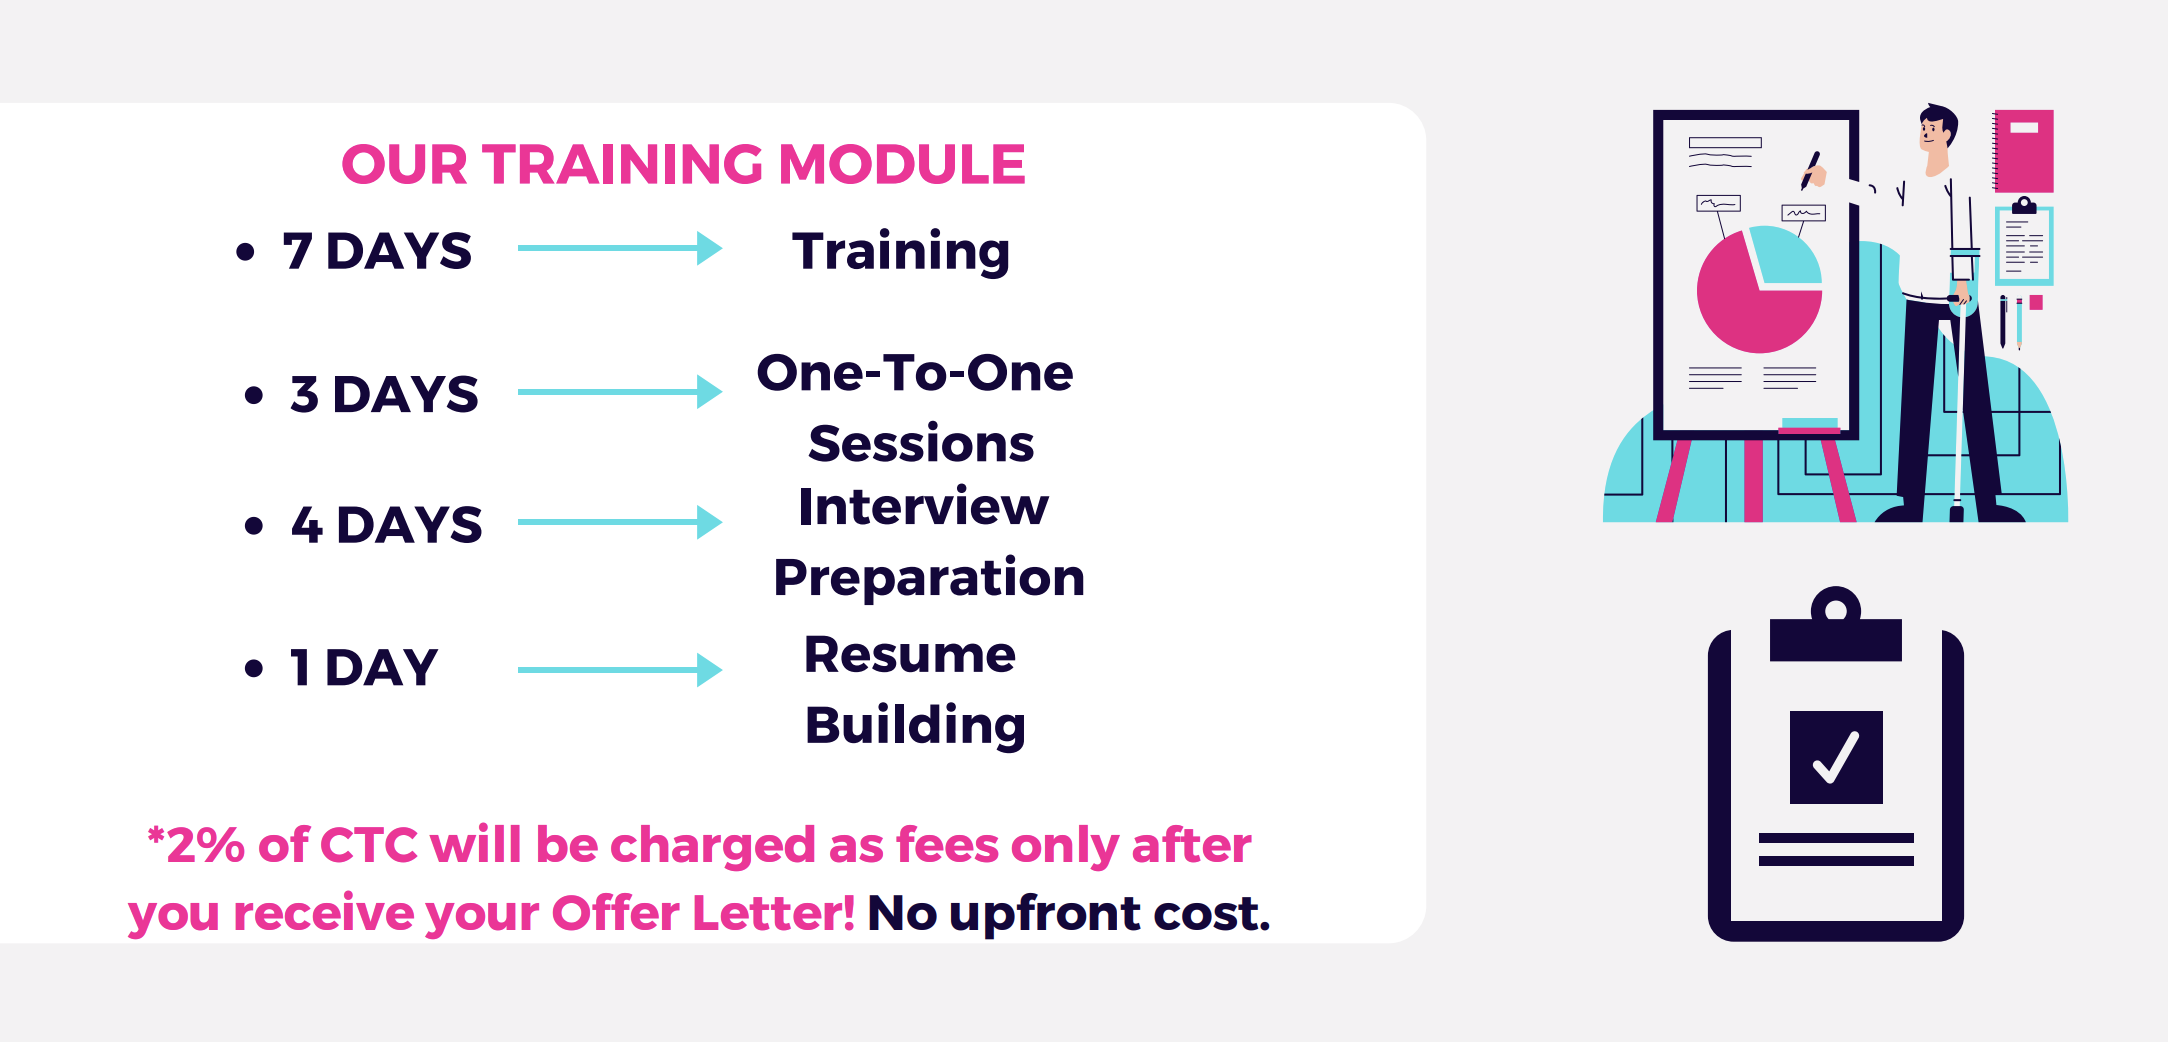 OUR TRAINING MODULE
• 7 DAYS Training
• 3 DAYS One-To-One
Sessions
• 4 DAYS Interview
Preparation
• 1 DAY Resume
Building
*2% of CTC will be charged as fees only after
you receive your Offer Letter! No upfront cost.